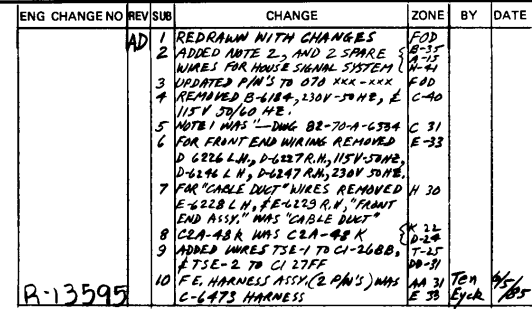 ENG CHANGE NO REV SUB CHANGE ZONE BY DATE
AD 1 REDRAWN WITH CHANGES FOD
2 ADDED NOTE 2, AND 2 SPARE B-35
WIRES FOR HOUSE SIGNAL SYSTEM A-15
H-41
3 UPDATED P/N'S TO 070 XXX-XXX FOD
4 REMOVED B-6184, 230V-50HZ, & C-40
115V 50/60 HZ.
5 NOTE 1 WAS "—DWG 82-70-A-6534 C 31
6 FOR FRONT END WIRING REMOVED E-33
D 6226 L.H., D-6227 R.H., 115V-50HZ,
D-6246 L H, D-6247 R.H., 230V 50HZ.
7 FOR "CABLE DUCT" WIRES REMOVED H 30
E-6228 L H, & E-6229 R.H, "FRONT
END ASSY." WAS "CABLE DUCT"
8 C2A-48K WAS C2A-48 K K 22
D-24
9 ADDED WIRES TSE-1 TO C1-26BB, T-25
& TSE-2 TO C1 27FF DD-31
10 F.E. HARNESS ASSY. (2 P/N'S) WAS AA 31 Ten 6/5/
R-13595 C-6473 HARNESS E 33 Eyck 85